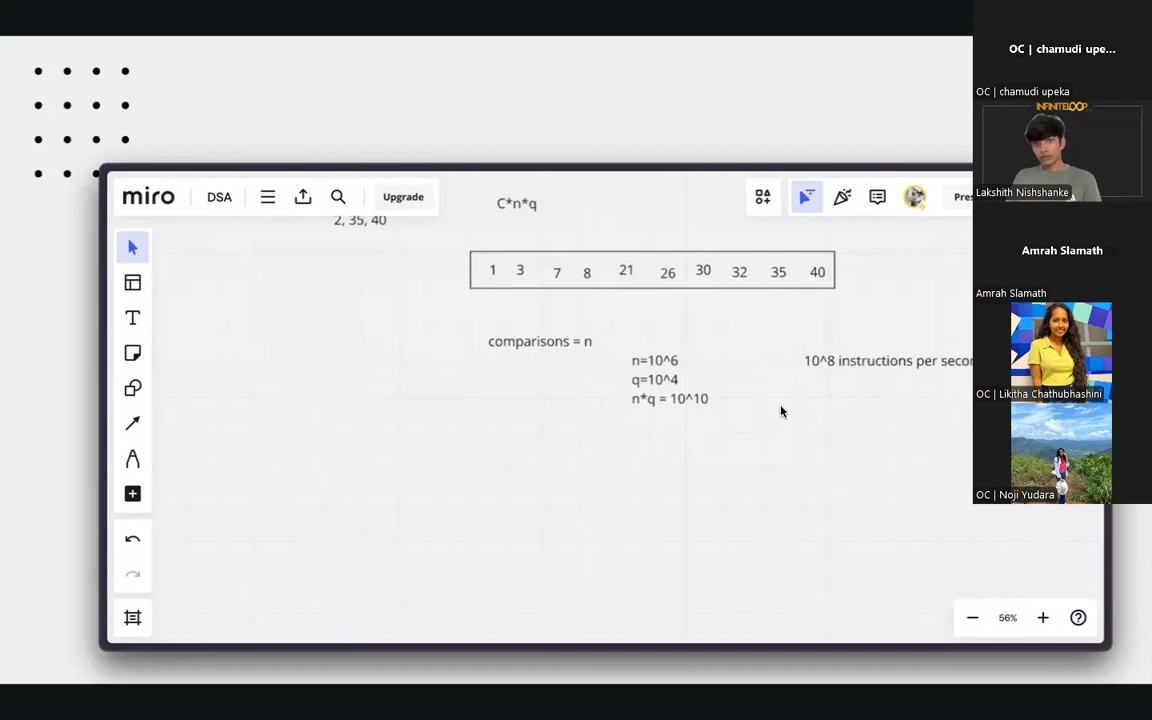 OC | chamudi upe...
OC | chamudi upeka
INFINITELOOP
Lakshith Nishshanke
Amrah Slamath
Amrah Slamath
OC | Likitha Chathubhashini
OC | Noji Yudara
miro
DSA
Upgrade
C*n*q
2, 35, 40
1 3 7 8 21 26 30 32 35 40
comparisons = n
n=10^6
q=10^4
n*q = 10^10
10^8 instructions per
56%